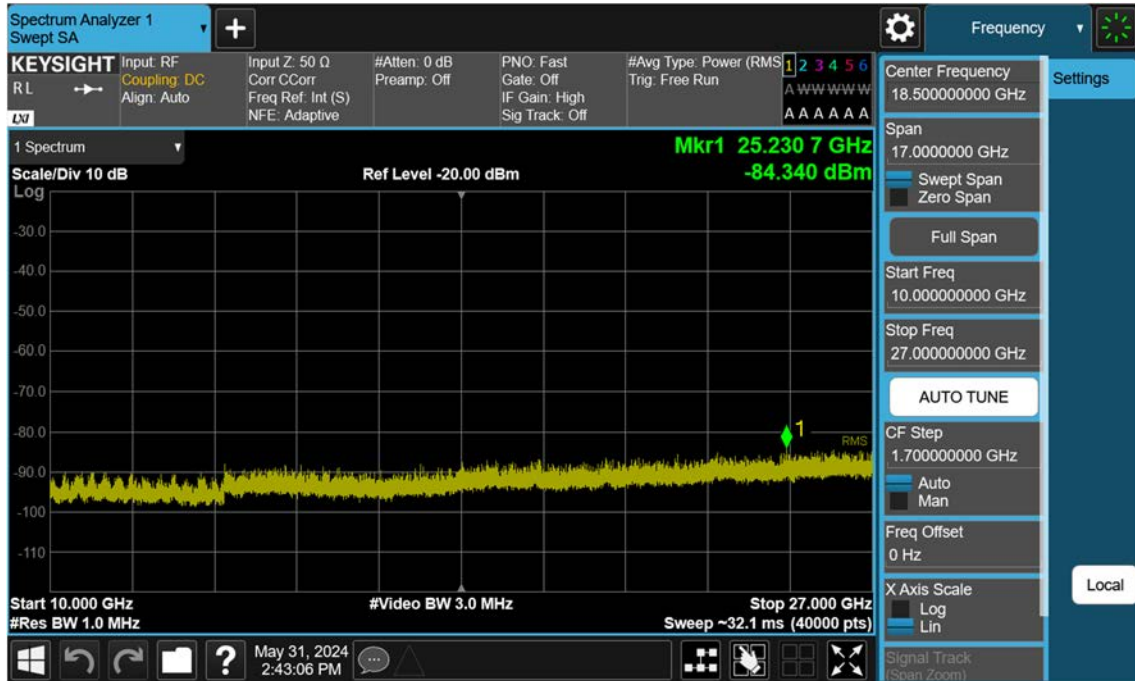 Spectrum Analyzer 1
Swept SA
Frequency
KEYSIGHT
R L
LXI
Input: RF
Coupling: DC
Align: Auto
Input Z: 50 Ω
Corr CCorr
Freq Ref: Int (S)
NFE: Adaptive
#Atten: 0 dB
Preamp: Off
PNO: Fast
Gate: Off
IF Gain: High
Sig Track: Off
#Avg Type: Power (RMS
Trig: Free Run
1 2 3 4 5 6
A W W W W W
A A A A A A
1 Spectrum
Mkr1 25.230 7 GHz
Scale/Div 10 dB
Ref Level -20.00 dBm
-84.340 dBm
Log
-30.0
-40.0
-50.0
-60.0
-70.0
-80.0
-90.0
-100
-110
1
RMS
Start 10.000 GHz
#Video BW 3.0 MHz
Stop 27.000 GHz
#Res BW 1.0 MHz
Sweep ~32.1 ms (40000 pts)
Center Frequency
18.500000000 GHz
Span
17.0000000 GHz
Swept Span
Zero Span
Full Span
Start Freq
10.000000000 GHz
Stop Freq
27.000000000 GHz
AUTO TUNE
CF Step
1.700000000 GHz
Auto
Man
Freq Offset
0 Hz
X Axis Scale
Log
Lin
Signal Track
(Span Zoom)
Settings
Local
?
May 31, 2024
2:43:06 PM